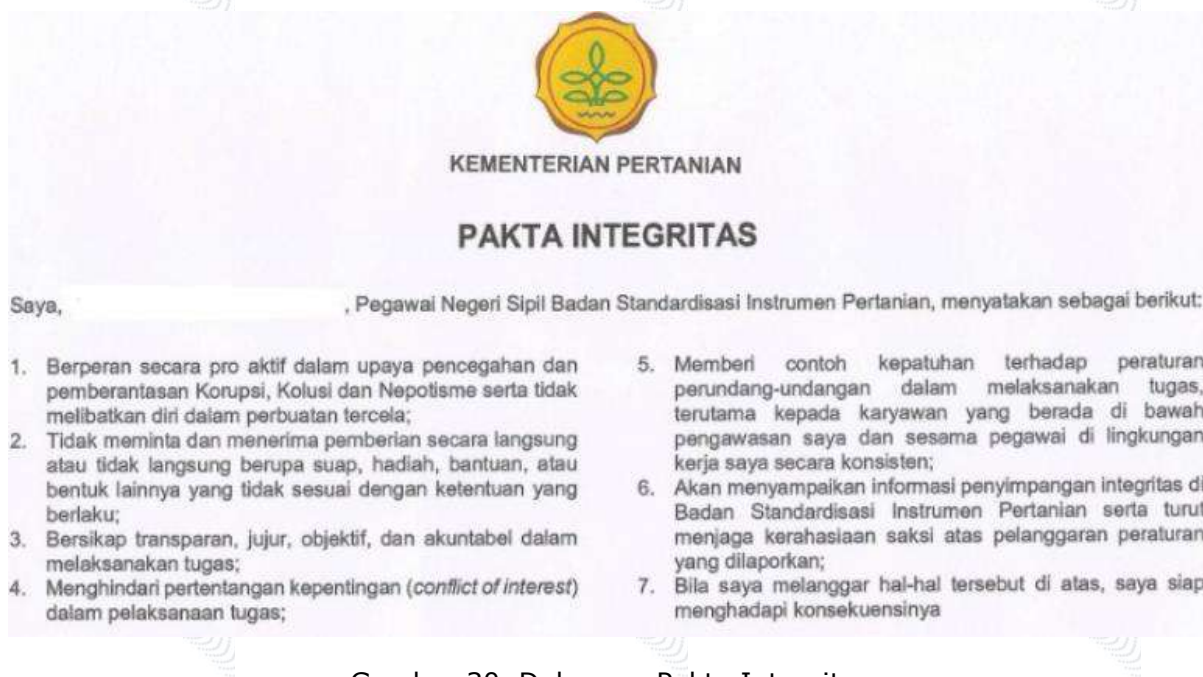 KEMENTERIAN PERTANIAN
PAKTA INTEGRITAS
Saya, , Pegawai Negeri Sipil Badan Standardisasi Instrumen Pertanian, menyatakan sebagai berikut:
1. Berperan secara pro aktif dalam upaya pencegahan dan
pemberantasan Korupsi, Kolusi dan Nepotisme serta tidak
melibatkan diri dalam perbuatan tercela;
2. Tidak meminta dan menerima pemberian secara langsung
atau tidak langsung berupa suap, hadiah, bantuan, atau
bentuk lainnya yang tidak sesuai dengan ketentuan yang
berlaku;
3. Bersikap transparan, jujur, objektif, dan akuntabel dalam
melaksanakan tugas;
4. Menghindari pertentangan kepentingan (conflict of interest)
dalam pelaksanaan tugas;
5. Memberi contoh kepatuhan terhadap peraturan
perundang-undangan dalam melaksanakan tugas,
terutama kepada karyawan yang berada di bawah
pengawasan saya dan sesama pegawai di lingkungan
kerja saya secara konsisten;
6. Akan menyampaikan informasi penyimpangan integritas di
Badan Standardisasi Instrumen Pertanian serta turut
menjaga kerahasiaan saksi atas pelanggaran peraturan
yang dilaporkan;
7. Bila saya melanggar hal-hal tersebut di atas, saya siap
menghadapi konsekuensinya